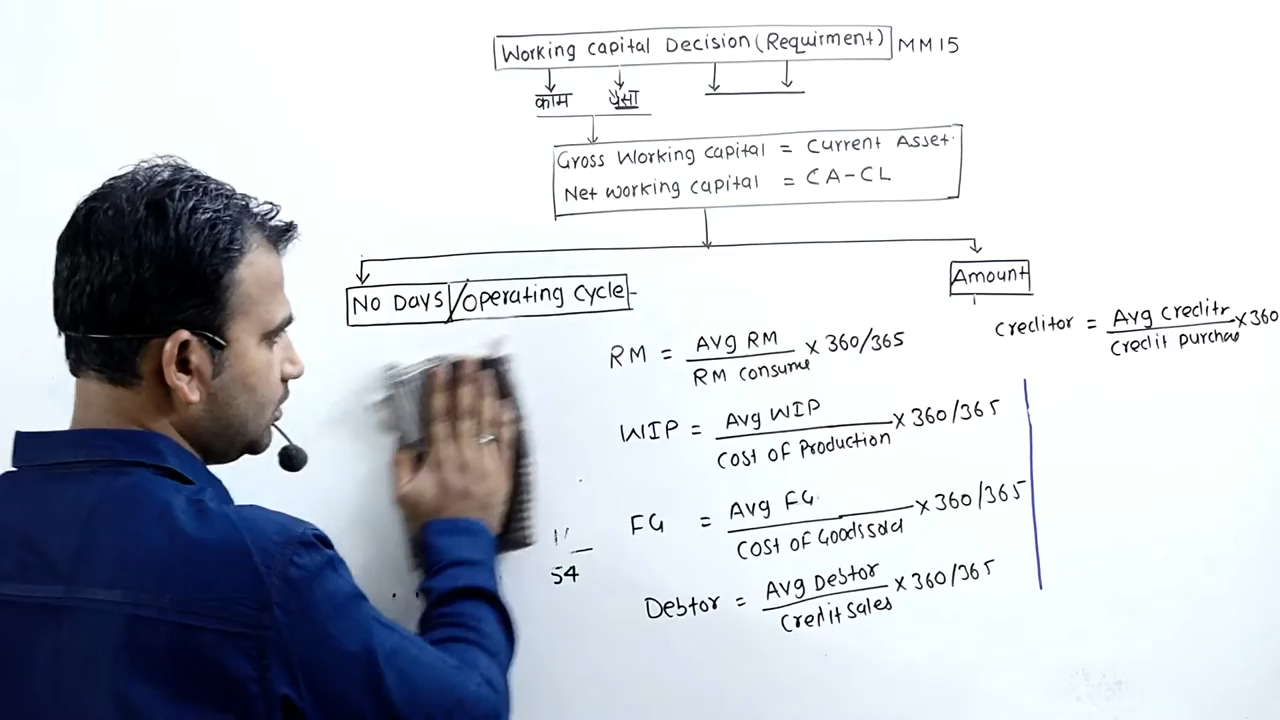 Working Capital Decision (Requirment) MM15
काम पैसा
Gross Working Capital = Current Asset.
Net working capital = CA-CL
No Days/Operating Cycle
Amount
Creditor = Avg Creditr / Credit purchas × 360
RM = Avg RM / RM consume × 360/365
WIP = Avg WIP / Cost of Production × 360/365
FG = Avg FG / Cost of Goods sold × 360/365
54
Debtor = Avg Debtor / Credit Sales × 360/365